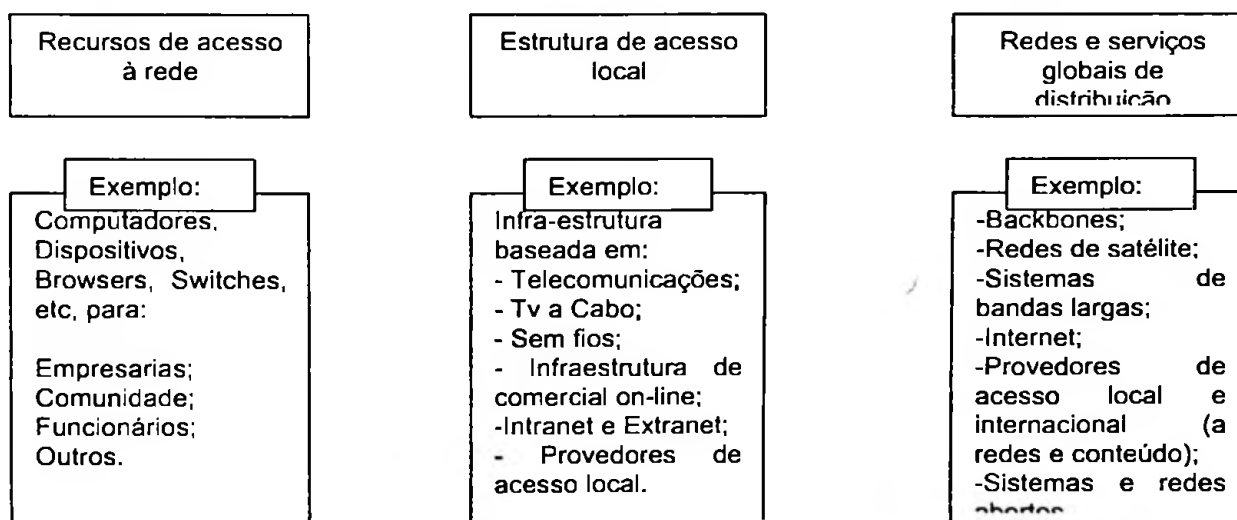 Recursos de acesso
à rede
Exemplo:
Computadores,
Dispositivos,
Browsers, Switches,
etc, para:
Empresarias;
Comunidade;
Funcionários;
Outros.
Estrutura de acesso
local
Exemplo:
Infra-estrutura
baseada em:
- Telecomunicações;
- Tv a Cabo;
- Sem fios;
- Infraestrutura de
comercial on-line;
-Intranet e Extranet;
- Provedores de
acesso local.
Redes e serviços
globais de
distribuição
Exemplo:
-Backbones;
-Redes de satélite;
-Sistemas de
bandas largas;
-Internet;
-Provedores de
acesso local e
internacional (a
redes e conteúdo);
-Sistemas e redes
abertos